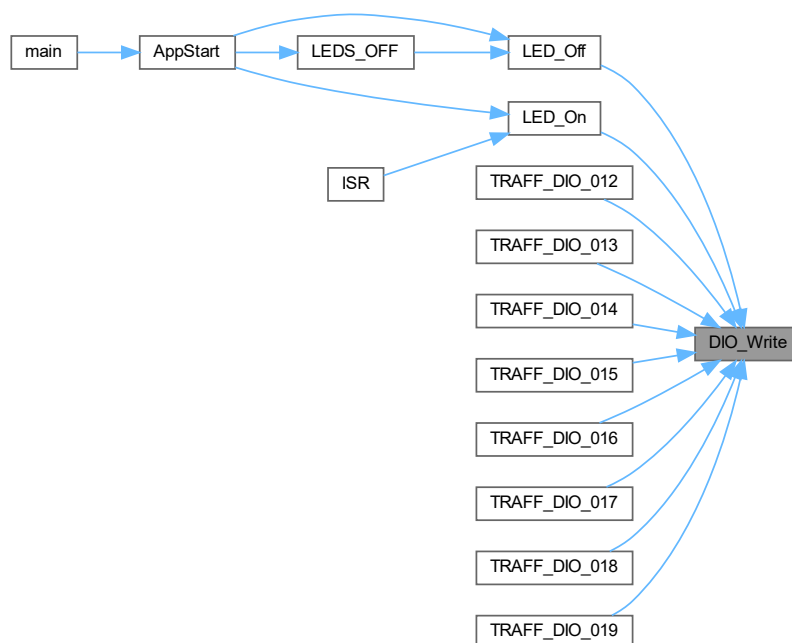 main
AppStart
LEDS_OFF
LED_Off
LED_On
ISR
TRAFF_DIO_012
TRAFF_DIO_013
TRAFF_DIO_014
DIO_Write
TRAFF_DIO_015
TRAFF_DIO_016
TRAFF_DIO_017
TRAFF_DIO_018
TRAFF_DIO_019